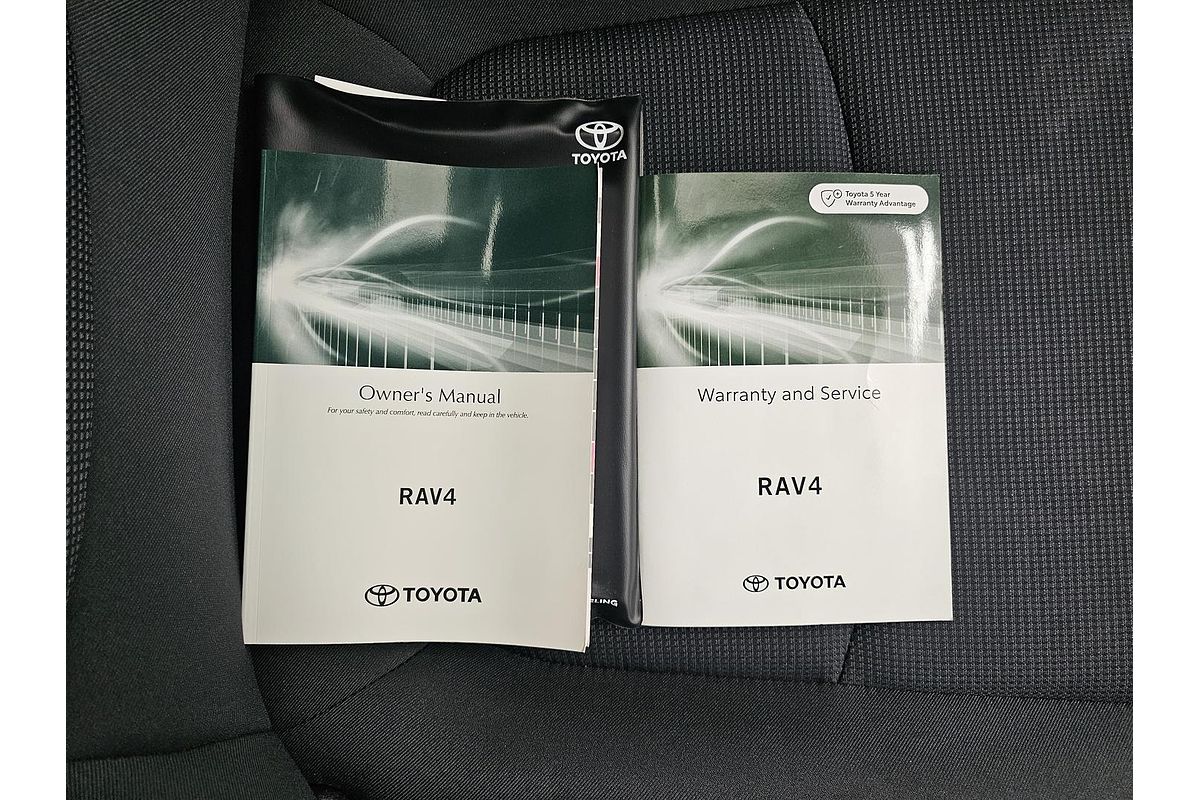 TOYOTA
Owner's Manual
For your safety and comfort, read carefully and keep in the vehicle.
RAV4
TOYOTA
Toyota 5 Year
Warranty Advantage
Warranty and Service
RAV4
TOYOTA